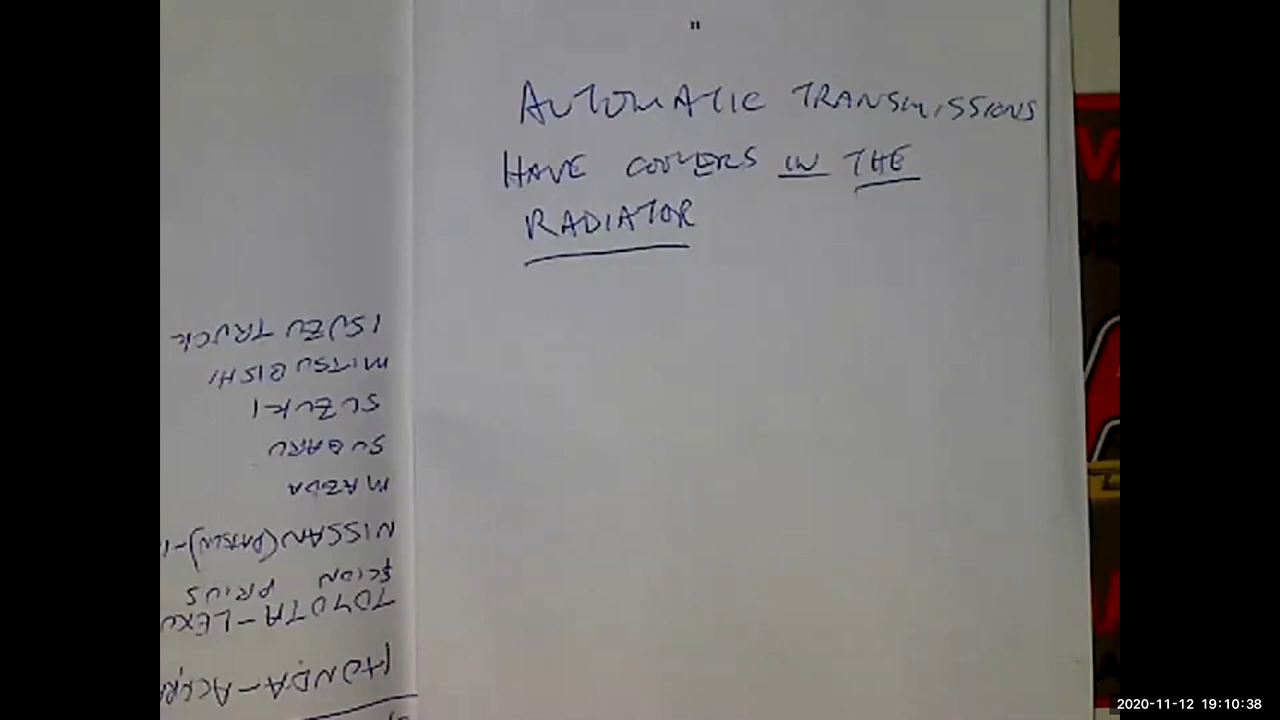 AUTOMATIC TRANSMISSIONS
HAVE COOLERS IN THE
RADIATOR
HONDA-ACURA
TOYOTA-LEXU
SCION PRIUS
NISSAN(DATSUN)-I
MAZDA
SUBARU
SUZUKI
MITSUBISHI
ISUZU TRUCK
2020-11-12 19:10:38